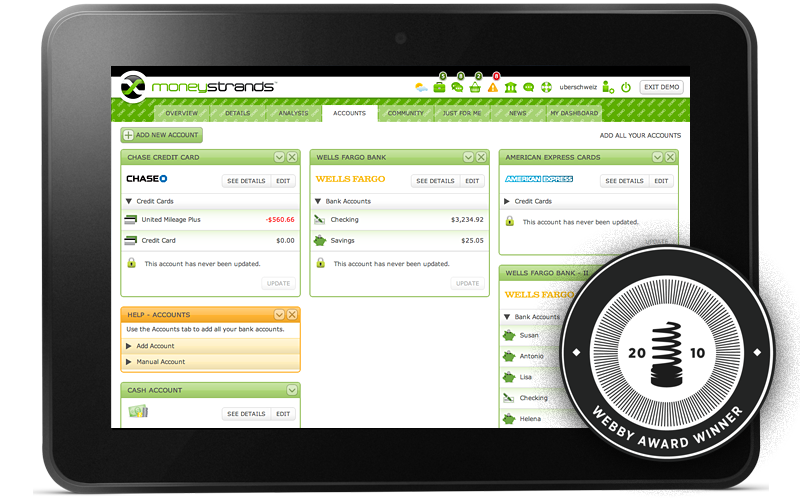 moneystrands
5 8 2 8
uberschweiz
EXIT DEMO
OVERVIEW DETAILS ANALYSIS ACCOUNTS COMMUNITY JUST FOR ME NEWS MY DASHBOARD
ADD NEW ACCOUNT
ADD ALL YOUR ACCOUNTS
CHASE CREDIT CARD
CHASE
SEE DETAILS EDIT
Credit Cards
United Mileage Plus -$560.66
Credit Card $0.00
This account has never been updated.
UPDATE
HELP - ACCOUNTS
Use the Accounts tab to add all your bank accounts.
Add Account
Manual Account
CASH ACCOUNT
SEE DETAILS EDIT
WELLS FARGO BANK
WELLS FARGO
SEE DETAILS EDIT
Bank Accounts
Checking $3,234.92
Savings $25.05
This account has never been updated.
UPDATE
AMERICAN EXPRESS CARDS
AMERICAN EXPRESS
SEE DETAILS EDIT
Credit Cards
This account has never been updated.
UPDATE
WELLS FARGO BANK - II
WELLS FARGO
Bank Accounts
Susan
Antonio
Lisa
Checking
Helena
20 10
WEBBY AWARD WINNER